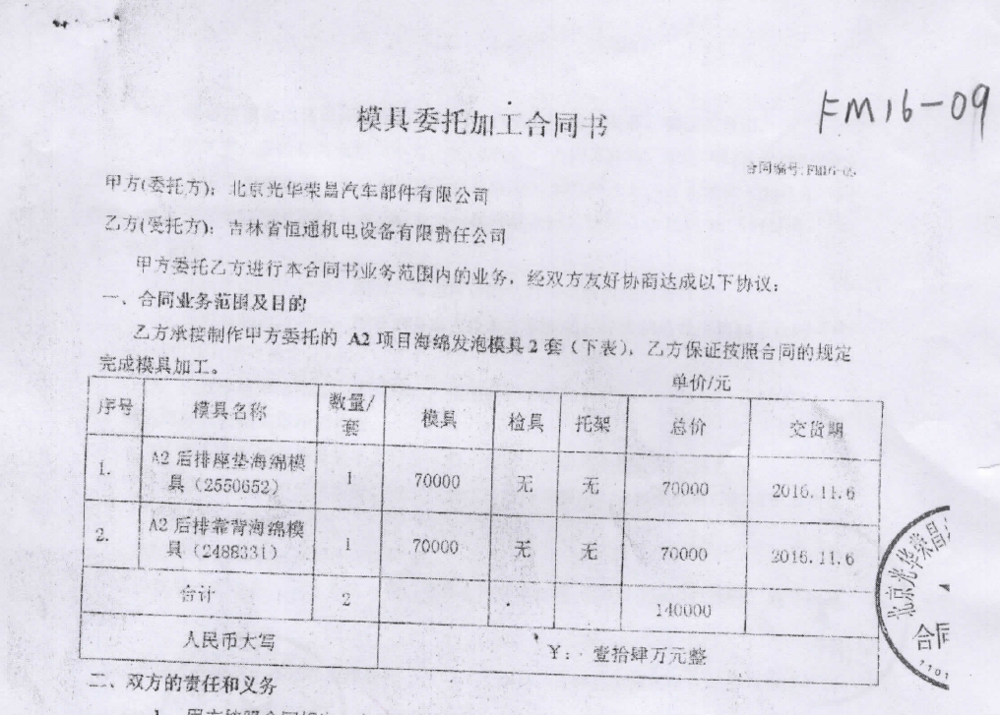 FM16-09
模具委托加工合同书
合同编号:FM16-09
甲方(委托方)：北京光华荣昌汽车部件有限公司
乙方(受托方)：吉林省恒通机电设备有限责任公司
甲方委托乙方进行本合同书业务范围内的业务，经双方友好协商达成以下协议：
一、合同业务范围及目的
乙方承接制作甲方委托的 A2 项目海绵发泡模具 2 套（下表），乙方保证按照合同的规定
完成模具加工。
单价/元
序号 模具名称 数量/套 模具 检具 托架 总价 交货期
1. A2 后排座垫海绵模具（2550652） 1 70000 无 无 70000 2016.11.6
2. A2 后排靠背海绵模具（2488331） 1 70000 无 无 70000 2016.11.6
合计 2 140000
人民币大写 ￥：壹拾肆万元整
北京光华荣昌
合同
1101
二、双方的责任和义务